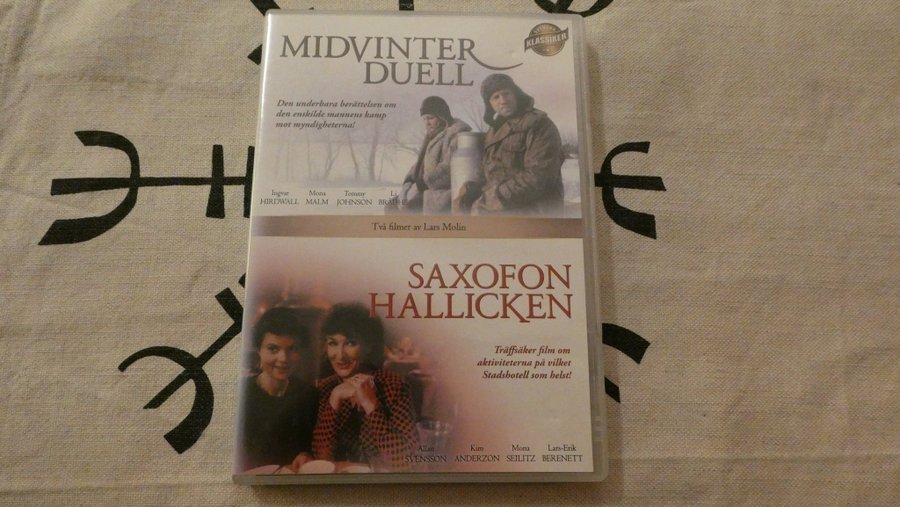 MIDVINTER
DUELL
KLASSIKER
Den underbara berättelsen om
den enskilde mannens kamp
mot myndigheterna!
Ingvar Mona Tommy Li
HIRDWALL MALM JOHNSON
Två filmer av Lars Molin
SAXOFON
HALLICKEN
Träffsäker film om
aktiviteterna på vilket
Stadshotell som helst!
Allan Kim Mona Lars-Erik
SVENSSON ANDERZON SEILITZ BERENETT